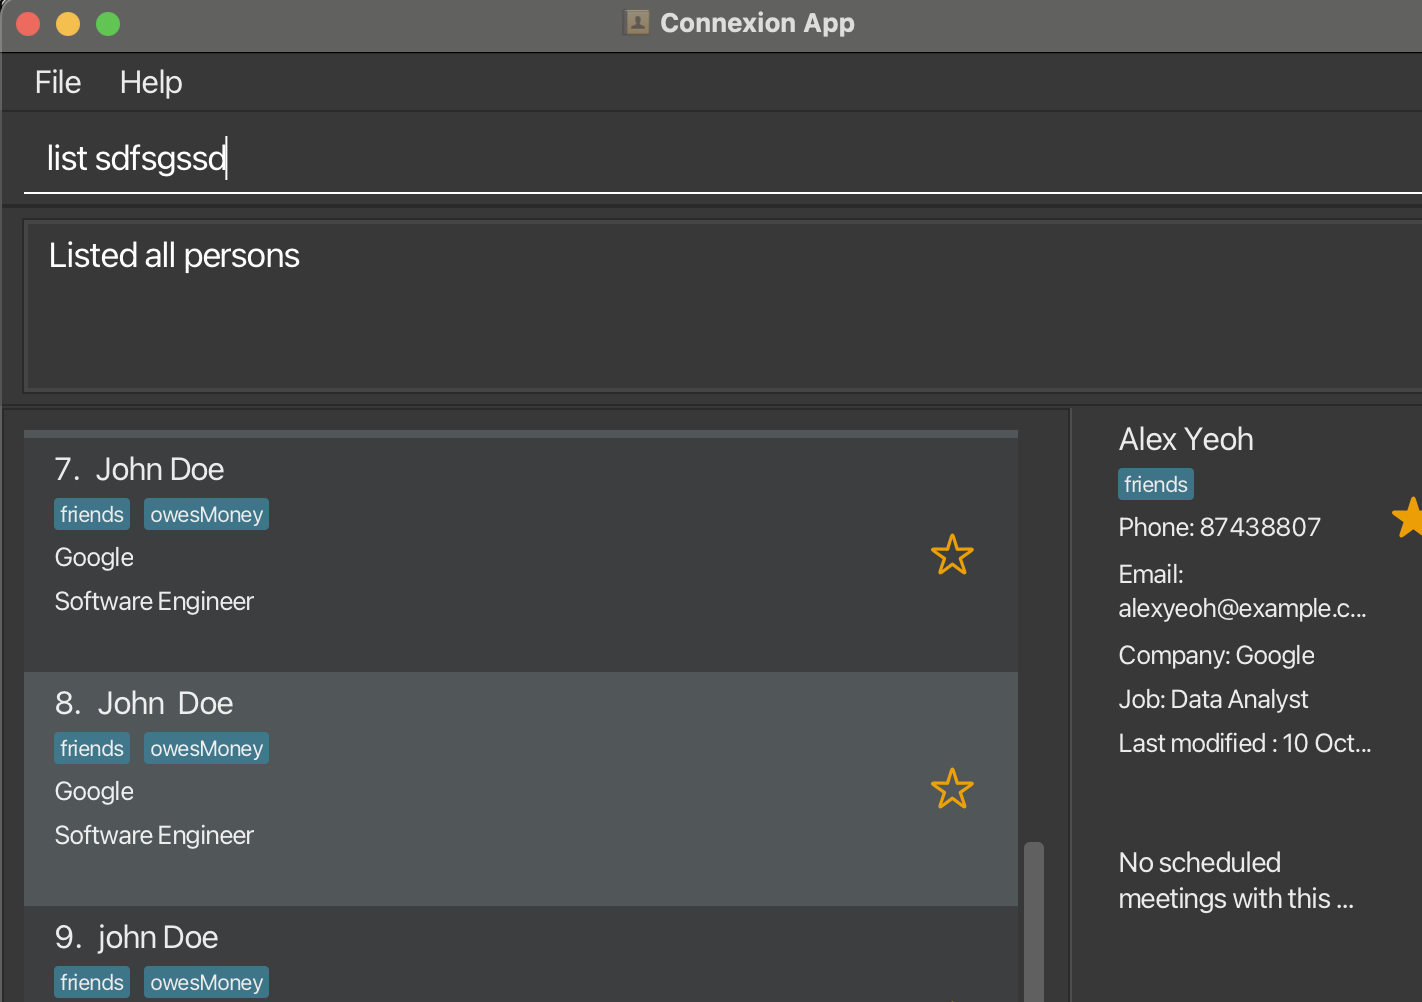 Connexion App
File Help
list sdfsgssd
Listed all persons
7. John Doe
friends owesMoney
Google
Software Engineer
8. John  Doe
friends owesMoney
Google
Software Engineer
9. john Doe
friends owesMoney
Alex Yeoh
friends
Phone: 87438807
Email:
alexyeoh@example.c...
Company: Google
Job: Data Analyst
Last modified : 10 Oct...
No scheduled
meetings with this ...